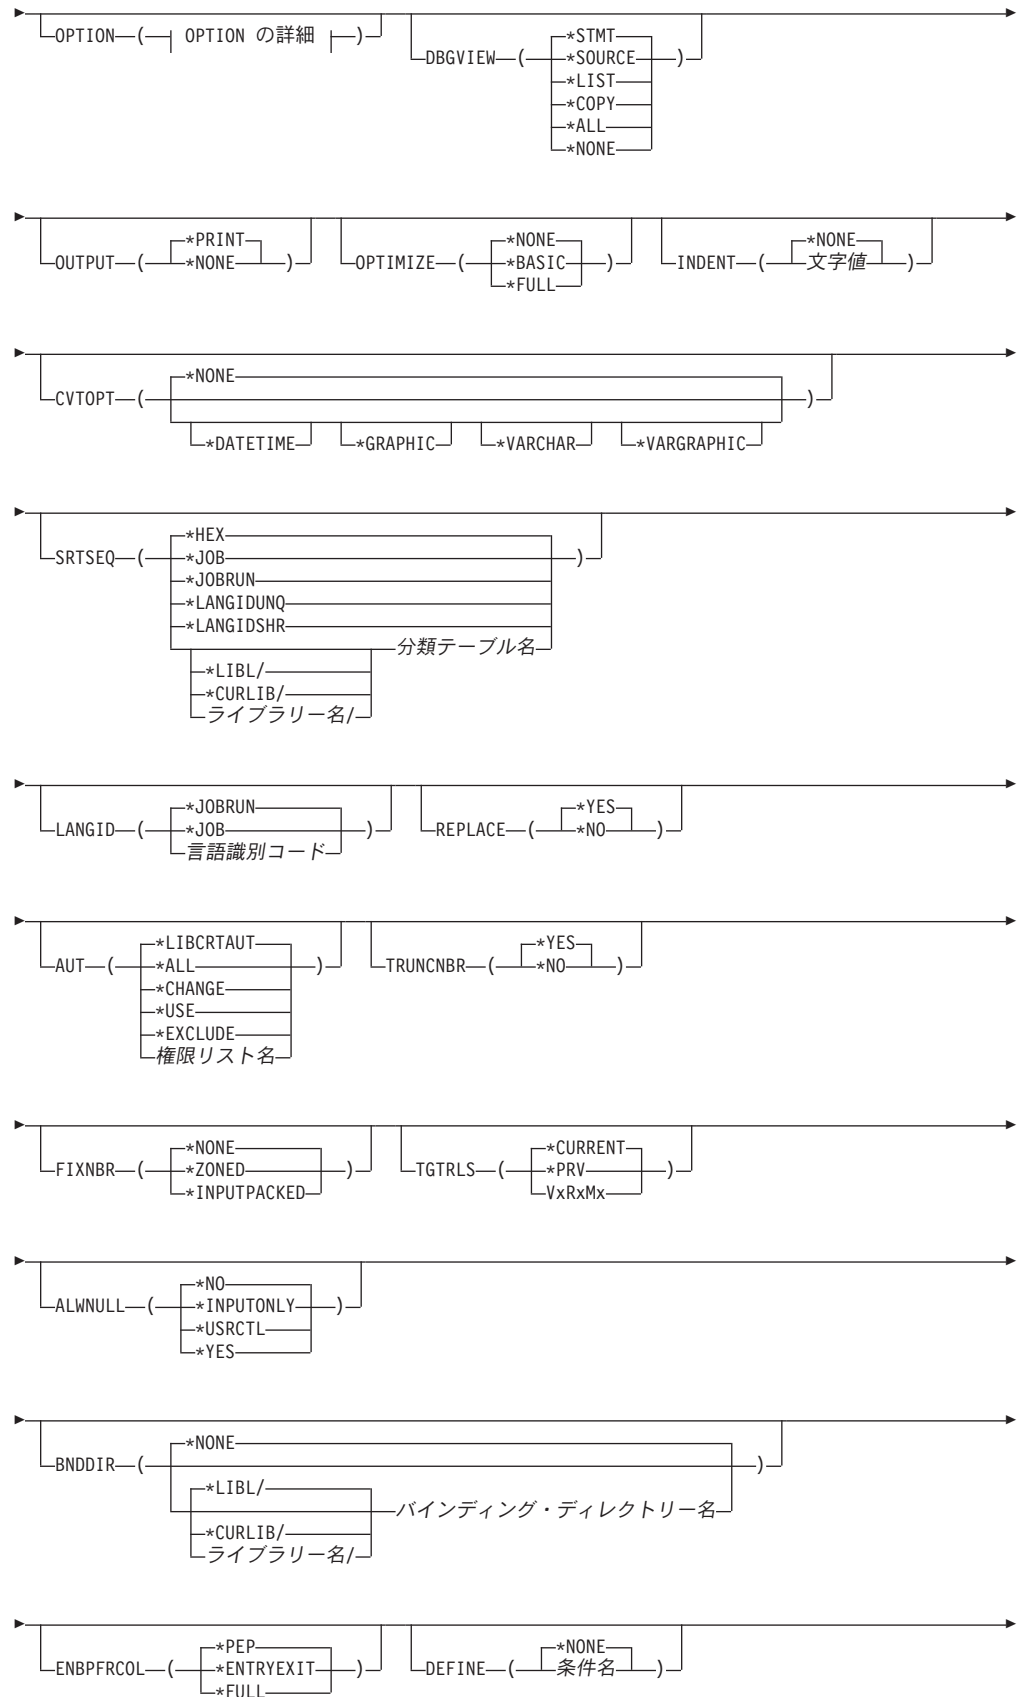 OPTION ( OPTION の詳細 )
DBGVIEW ( *STMT )
*SOURCE
*LIST
*COPY
*ALL
*NONE
OUTPUT ( *PRINT )
*NONE
OPTIMIZE ( *NONE )
*BASIC
*FULL
INDENT ( *NONE )
文字値
CVTOPT ( *NONE )
*DATETIME *GRAPHIC *VARCHAR *VARGRAPHIC
SRTSEQ ( *HEX )
*JOB
*JOBRUN
*LANGIDUNQ
*LANGIDSHR
分類テーブル名
*LIBL/
*CURLIB/
ライブラリー名/
LANGID ( *JOBRUN )
*JOB
言語識別コード
REPLACE ( *YES )
*NO
AUT ( *LIBCRTAUT )
*ALL
*CHANGE
*USE
*EXCLUDE
権限リスト名
TRUNCNBR ( *YES )
*NO
FIXNBR ( *NONE )
*ZONED
*INPUTPACKED
TGTRLS ( *CURRENT )
*PRV
VxRxMx
ALWNULL ( *NO )
*INPUTONLY
*USRCTL
*YES
BNDDIR ( *NONE )
*LIBL/
バインディング・ディレクトリー名
*CURLIB/
ライブラリー名/
ENBPFRCOL ( *PEP )
*ENTRYEXIT
*FULL
DEFINE ( *NONE )
条件名